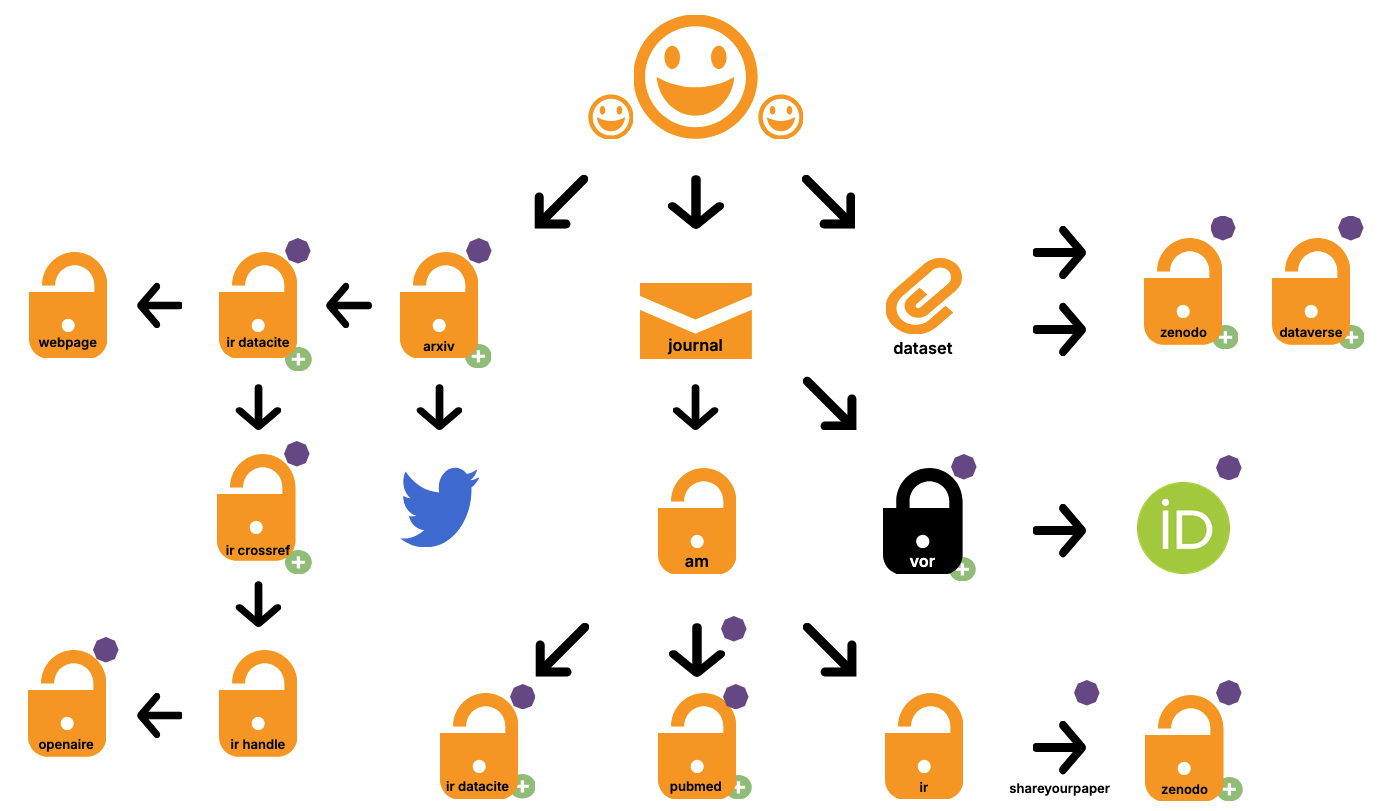 webpage
ir datacite
arxiv
journal
dataset
zenodo
dataverse
ir crossref
am
vor
iD
openaire
ir handle
ir datacite
pubmed
ir
shareyourpaper
zenodo